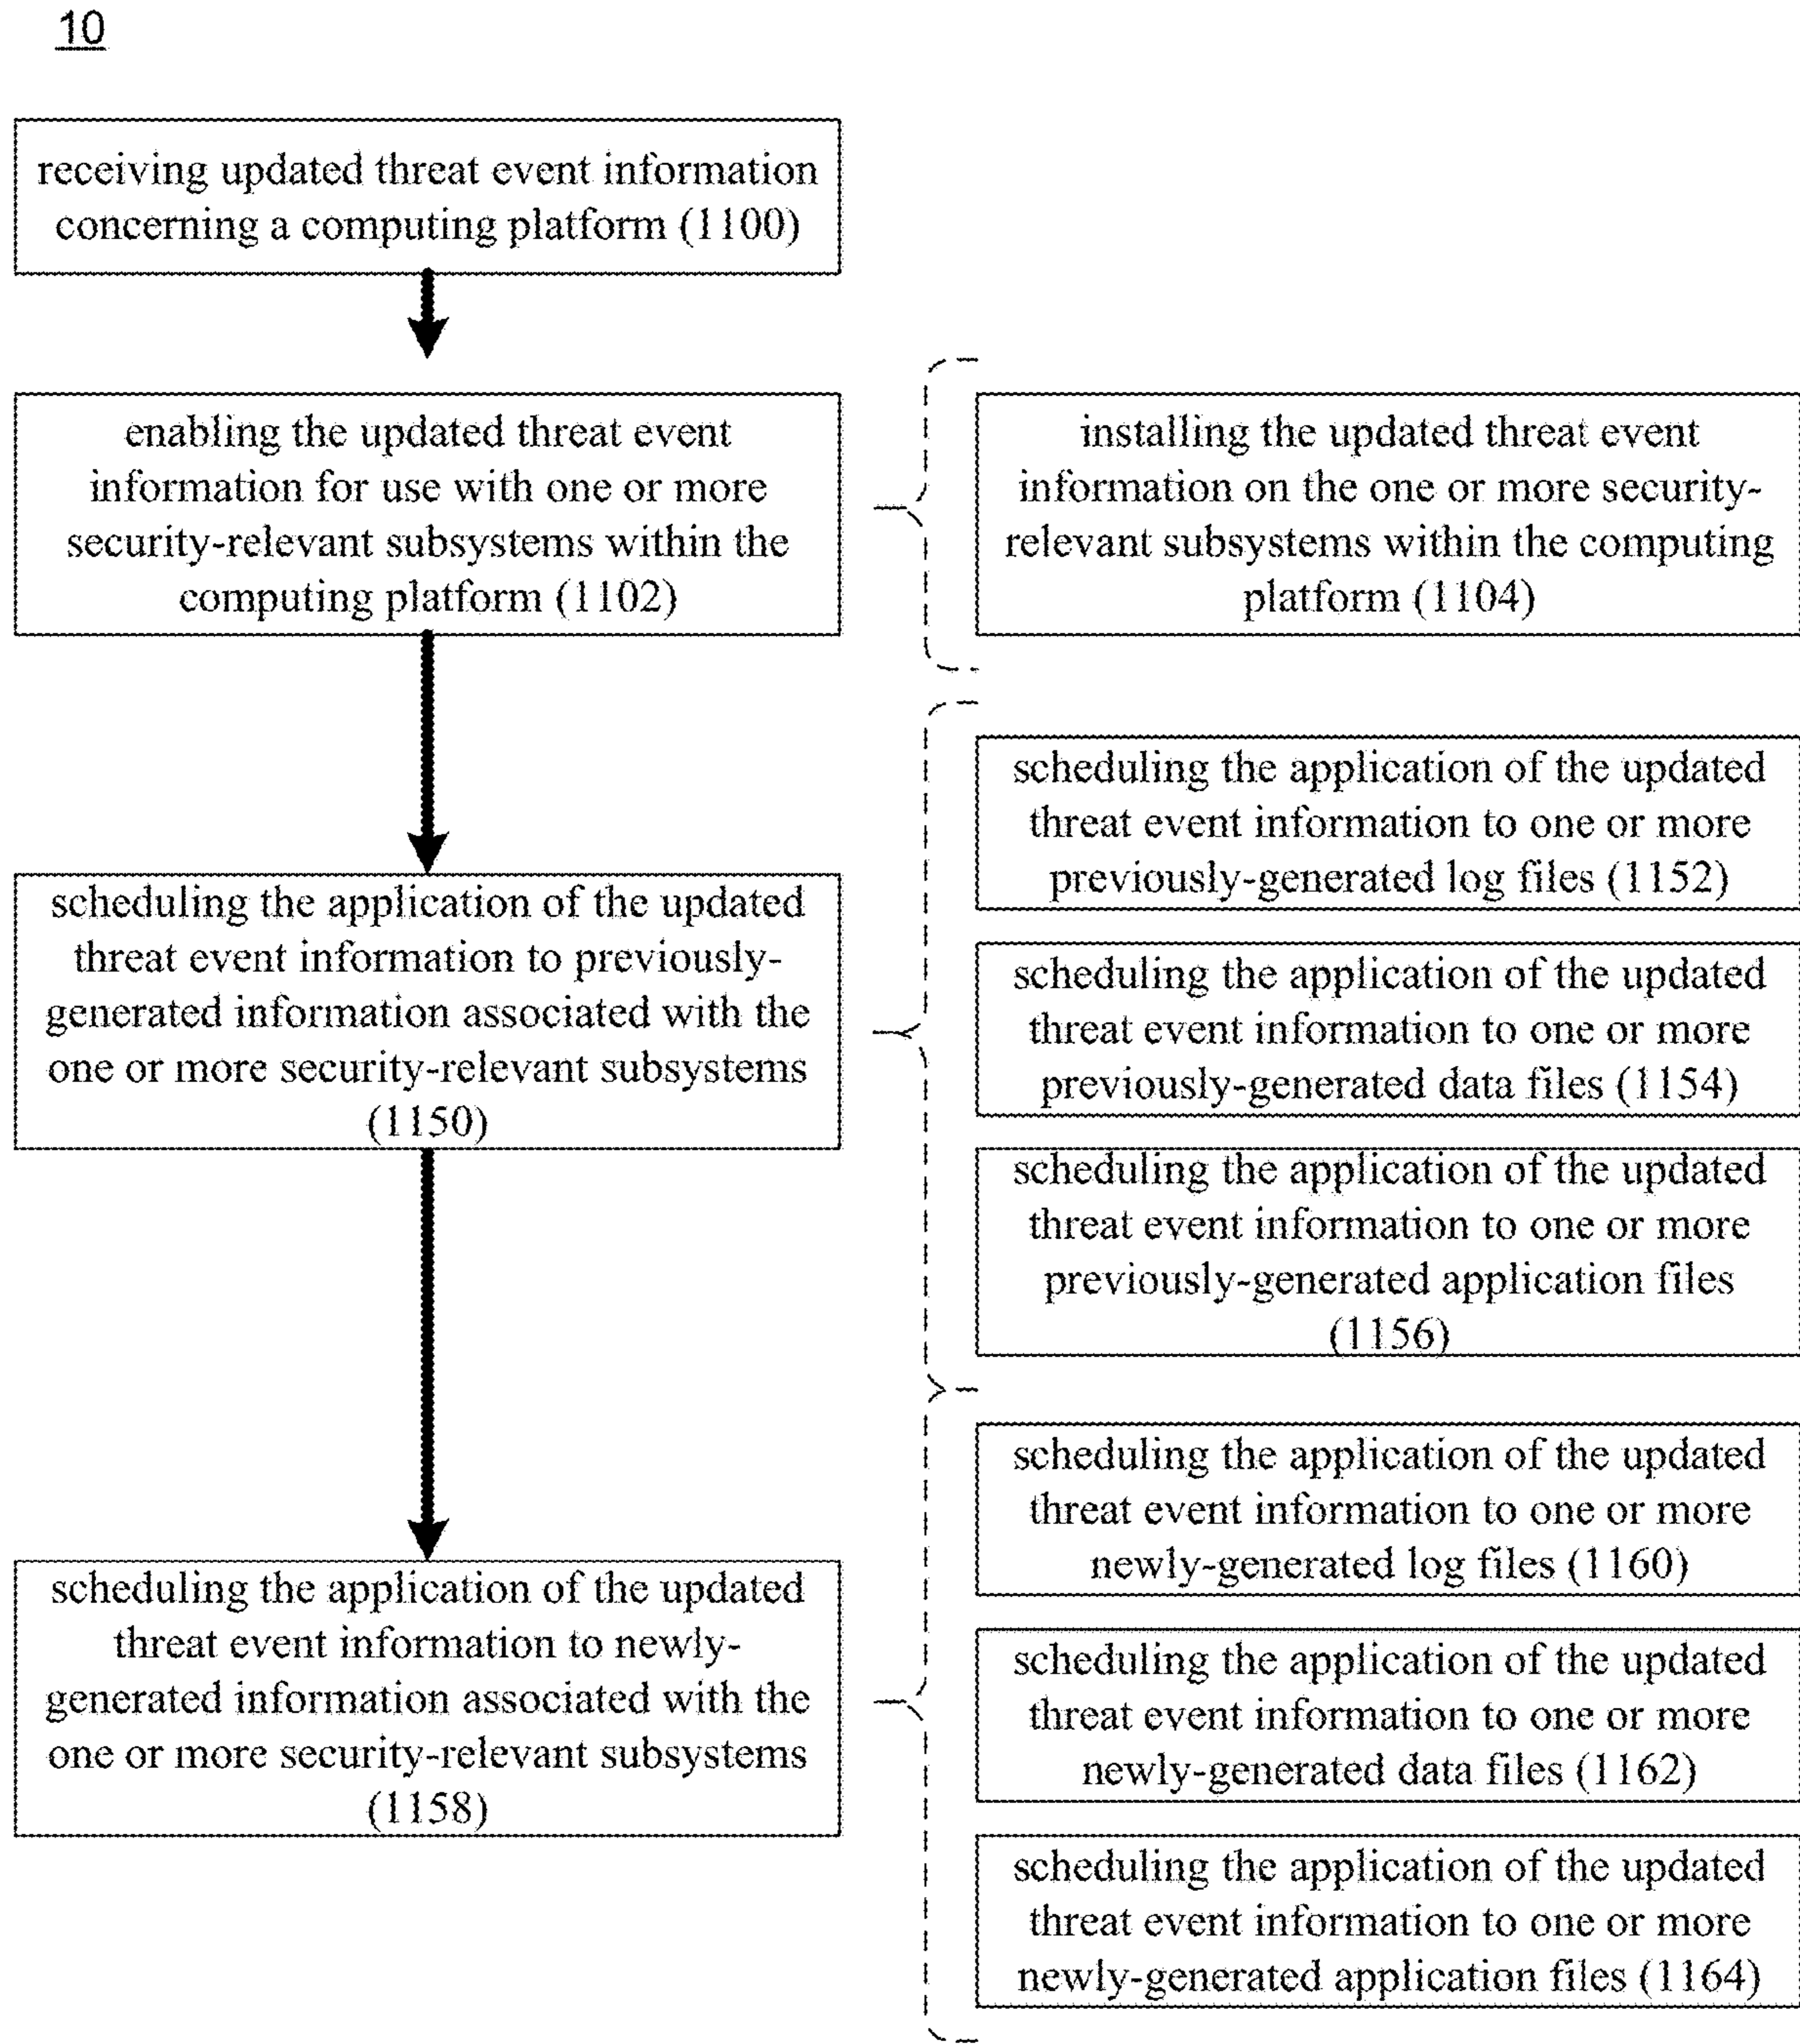 10
receiving updated threat event information
concerning a computing platform (1100)
enabling the updated threat event
information for use with one or more
security-relevant subsystems within the
computing platform (1102)
installing the updated threat event
information on the one or more security-
relevant subsystems within the computing
platform (1104)
scheduling the application of the updated
threat event information to previously-
generated information associated with the
one or more security-relevant subsystems
(1150)
scheduling the application of the updated
threat event information to one or more
previously-generated log files (1152)
scheduling the application of the updated
threat event information to one or more
previously-generated data files (1154)
scheduling the application of the updated
threat event information to one or more
previously-generated application files
(1156)
scheduling the application of the updated
threat event information to newly-
generated information associated with the
one or more security-relevant subsystems
(1158)
scheduling the application of the updated
threat event information to one or more
newly-generated log files (1160)
scheduling the application of the updated
threat event information to one or more
newly-generated data files (1162)
scheduling the application of the updated
threat event information to one or more
newly-generated application files (1164)